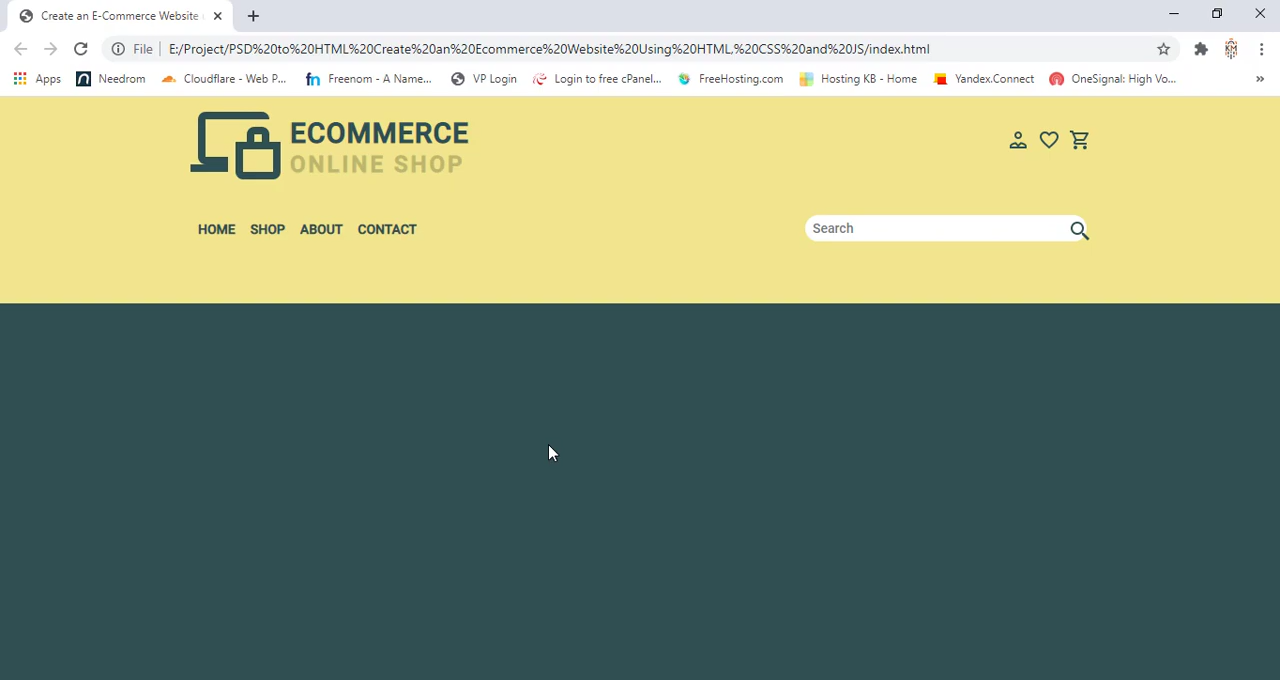 Create an E-Commerce Website
File E:/Project/PSD%20to%20HTML%20Create%20an%20Ecommerce%20Website%20Using%20HTML,%20CSS%20and%20JS/index.html
KM
Apps Needrom Cloudflare - Web P... fn Freenom - A Name... VP Login Login to free cPanel... FreeHosting.com Hosting KB - Home Yandex.Connect OneSignal: High Vo... »
ECOMMERCE
ONLINE SHOP
HOME SHOP ABOUT CONTACT Search